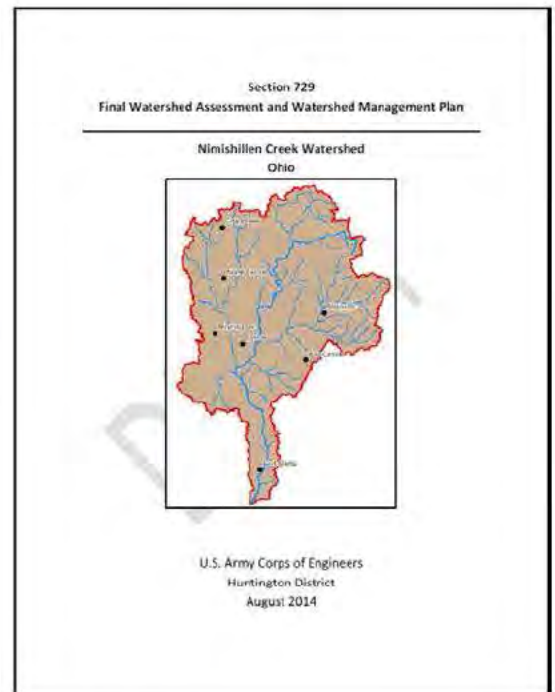 Section 729
Final Watershed Assessment and Watershed Management Plan
Nimishillen Creek Watershed
Ohio
U.S. Army Corps of Engineers
Huntington District
August 2014